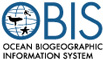 OBIS
OCEAN BIOGEOGRAPHIC
INFORMATION SYSTEM